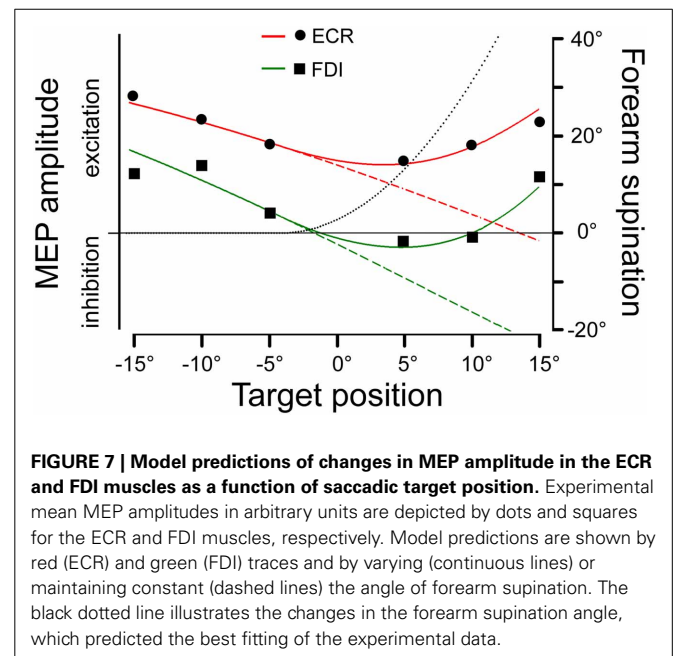 ECR
FDI
MEP amplitude
excitation
inhibition
Forearm supination
40°
20°
0°
-20°
-15° -10° -5° 0° 5° 10° 15°
Target position
FIGURE 7 | Model predictions of changes in MEP amplitude in the ECR
and FDI muscles as a function of saccadic target position. Experimental
mean MEP amplitudes in arbitrary units are depicted by dots and squares
for the ECR and FDI muscles, respectively. Model predictions are shown by
red (ECR) and green (FDI) traces and by varying (continuous lines) or
maintaining constant (dashed lines) the angle of forearm supination. The
black dotted line illustrates the changes in the forearm supination angle,
which predicted the best fitting of the experimental data.